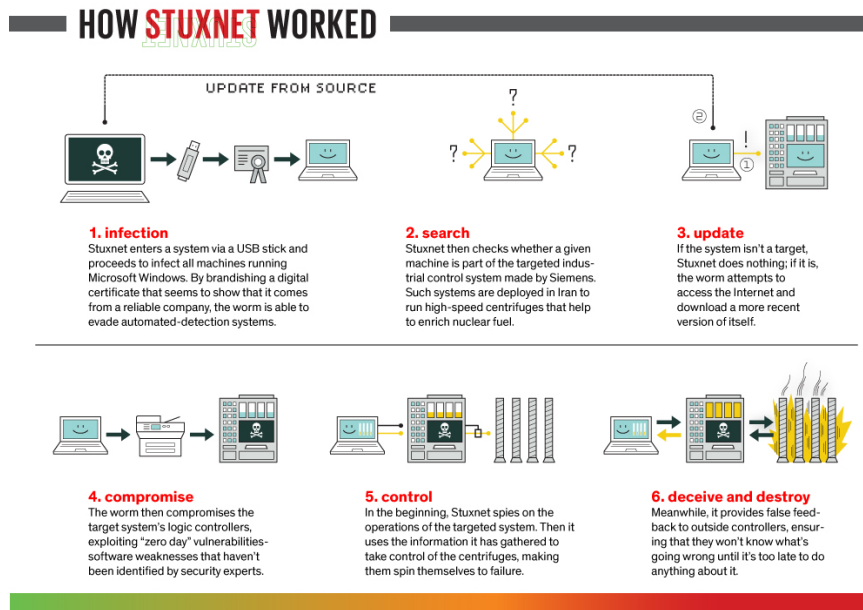 HOW STUXNET WORKED
UPDATE FROM SOURCE
?
?
?
②
!
①
1. infection
Stuxnet enters a system via a USB stick and
proceeds to infect all machines running
Microsoft Windows. By brandishing a digital
certificate that seems to show that it comes
from a reliable company, the worm is able to
evade automated-detection systems.
2. search
Stuxnet then checks whether a given
machine is part of the targeted indus-
trial control system made by Siemens.
Such systems are deployed in Iran to
run high-speed centrifuges that help
to enrich nuclear fuel.
3. update
If the system isn't a target,
Stuxnet does nothing; if it is,
the worm attempts to
access the Internet and
download a more recent
version of itself.
4. compromise
The worm then compromises the
target system's logic controllers,
exploiting "zero day" vulnerabilities-
software weaknesses that haven't
been identified by security experts.
5. control
In the beginning, Stuxnet spies on the
operations of the targeted system. Then it
uses the information it has gathered to
take control of the centrifuges, making
them spin themselves to failure.
6. deceive and destroy
Meanwhile, it provides false feed-
back to outside controllers, ensur-
ing that they won't know what's
going wrong until it's too late to do
anything about it.